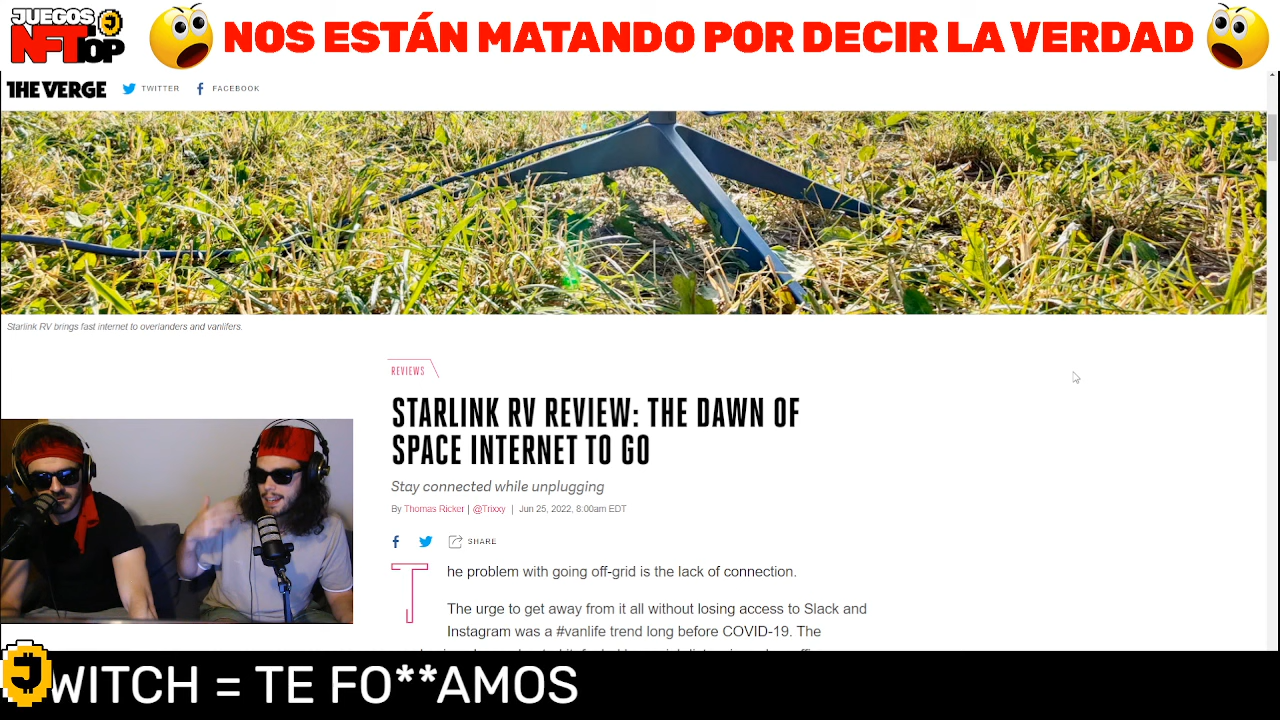 JUEGOS
NFT TOP
NOS ESTÁN MATANDO POR DECIR LA VERDAD
THE VERGE
TWITTER
FACEBOOK
Starlink RV brings fast internet to overlanders and vanlifers.
REVIEWS
STARLINK RV REVIEW: THE DAWN OF
SPACE INTERNET TO GO
Stay connected while unplugging
By Thomas Ricker | @Trixxy | Jun 25, 2022, 8:00am EDT
SHARE
The problem with going off-grid is the lack of connection.
The urge to get away from it all without losing access to Slack and
Instagram was a #vanlife trend long before COVID-19. The
WITCH = TE FO**AMOS